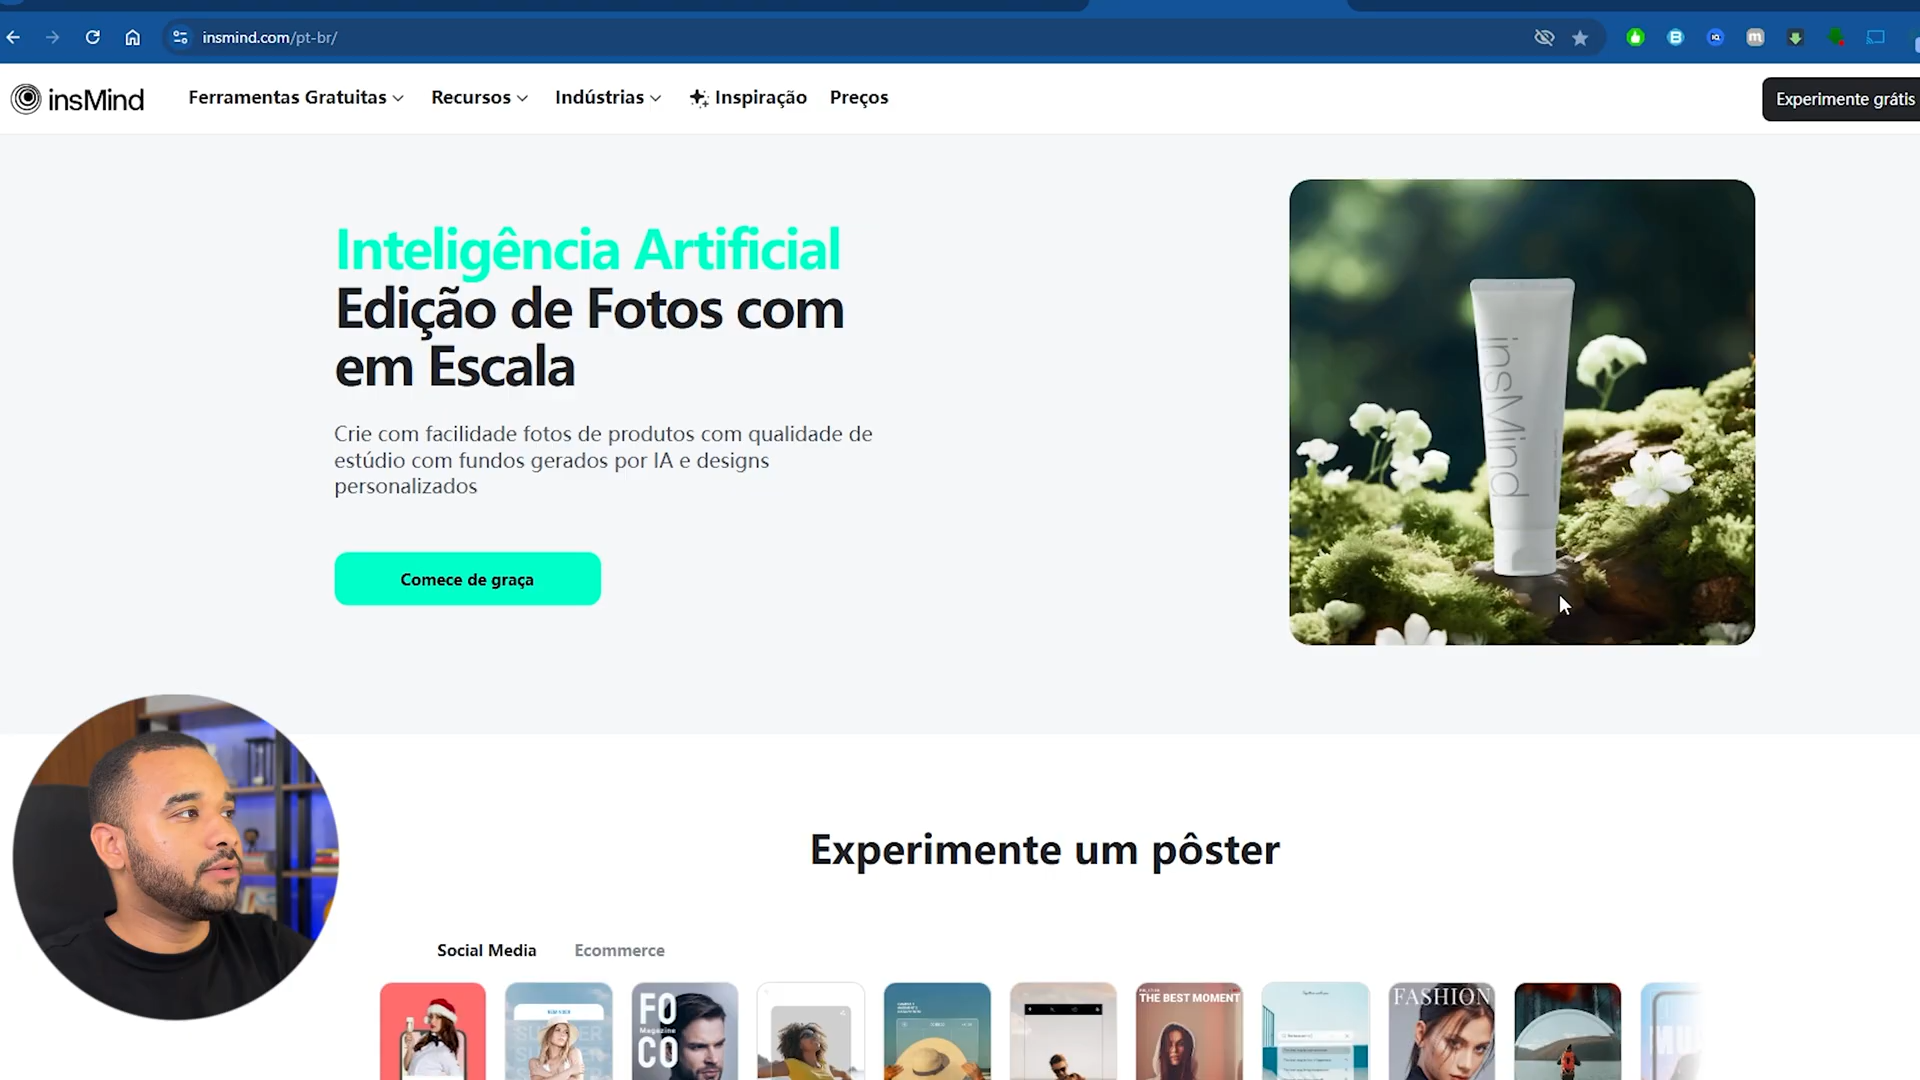 insmind.com/pt-br/
insMind
Ferramentas Gratuitas
Recursos
Indústrias
Inspiração
Preços
Experimente grátis
Inteligência Artificial
Edição de Fotos com
em Escala
Crie com facilidade fotos de produtos com qualidade de
estúdio com fundos gerados por IA e designs
personalizados
Comece de graça
insMind
Experimente um pôster
Social Media
Ecommerce
FO
Magazine
CO
THE BEST MOMENT
FASHION